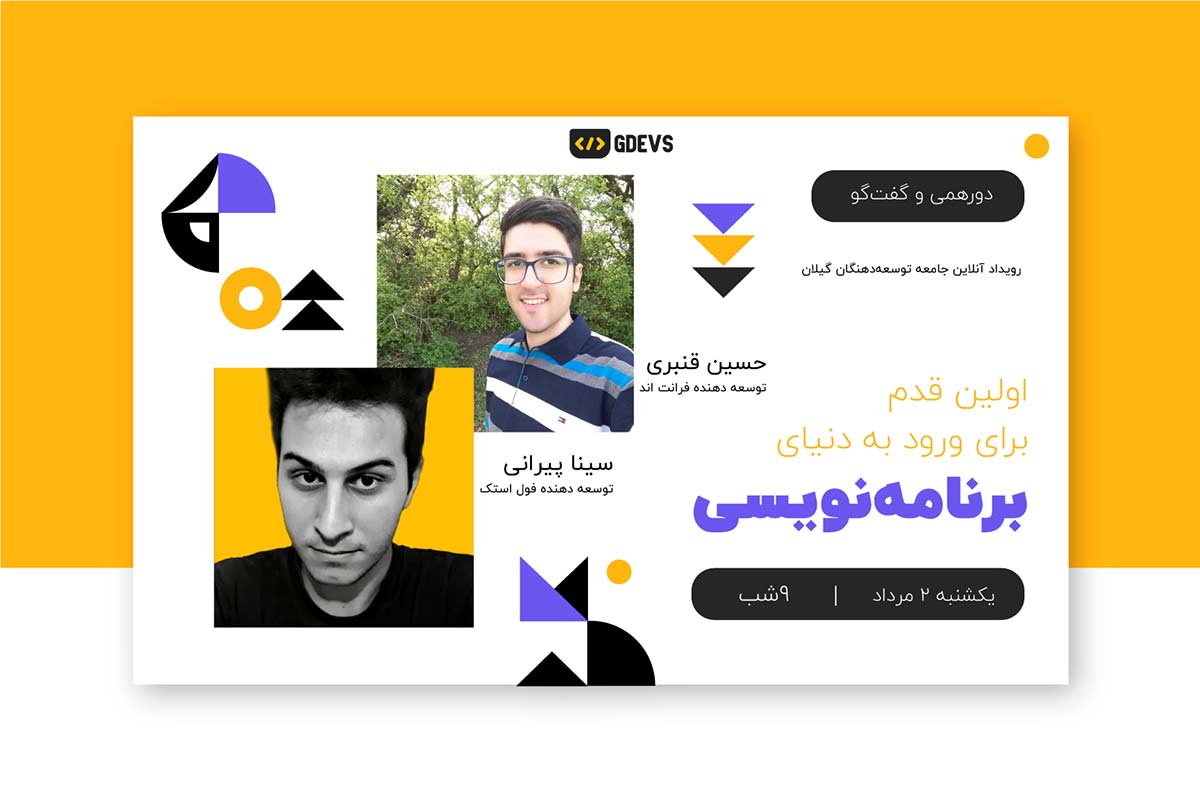 GDEVS
دورهمی و گفت‌گو
رویداد آنلاین جامعه توسعه‌دهنگان گیلان
حسین قنبری
توسعه دهنده فرانت اند
سینا پیرانی
توسعه دهنده فول استک
اولین قدم
برای ورود به دنیای
برنامه‌نویسی
یکشنبه ۲ مرداد | ۹شب